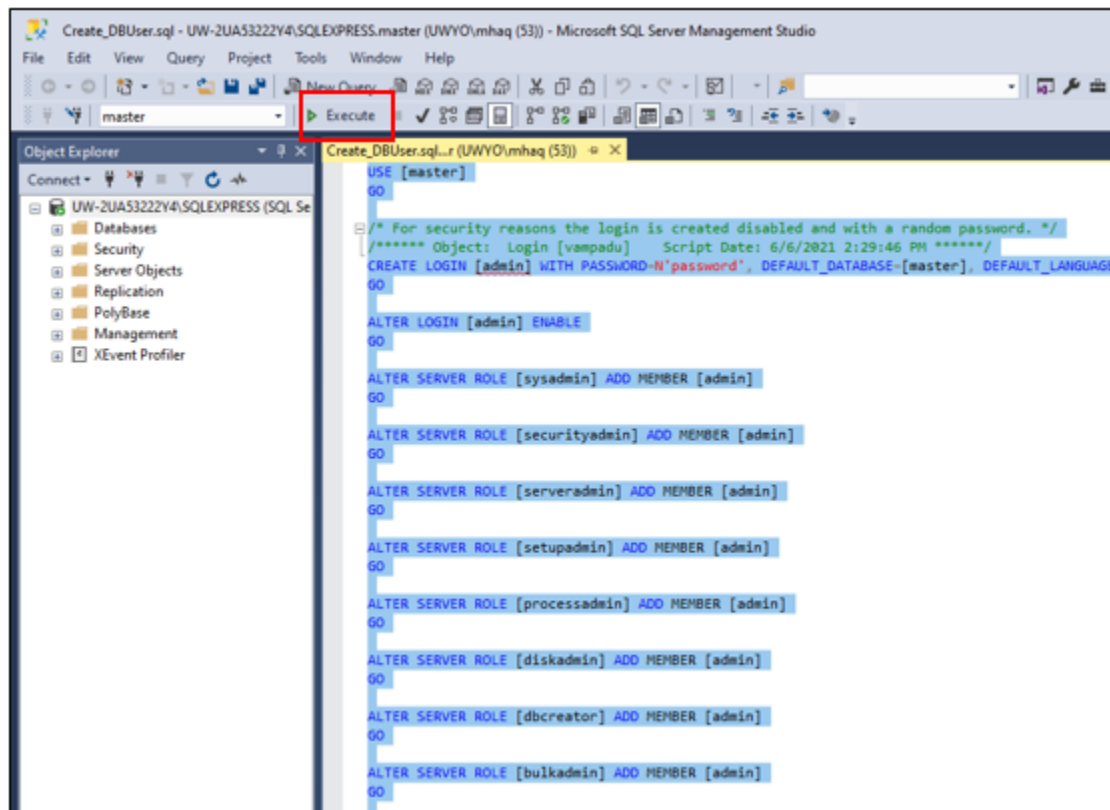 Create_DBUser.sql - UW-2UA53222Y4\SQLEXPRESS.master (UWYO\mhaq (53)) - Microsoft SQL Server Management Studio
File Edit View Query Project Tools Window Help
New Query
master
Execute
Object Explorer
Create_DBUser.sql...r (UWYO\mhaq (53))
Connect
UW-2UA53222Y4\SQLEXPRESS (SQL Se
Databases
Security
Server Objects
Replication
PolyBase
Management
XEvent Profiler
USE [master]
GO
/* For security reasons the login is created disabled and with a random password. */
/****** Object: Login [vampadu] Script Date: 6/6/2021 2:29:46 PM ******/
CREATE LOGIN [admin] WITH PASSWORD=N'password', DEFAULT_DATABASE=[master], DEFAULT_LANGUAGE
GO
ALTER LOGIN [admin] ENABLE
GO
ALTER SERVER ROLE [sysadmin] ADD MEMBER [admin]
GO
ALTER SERVER ROLE [securityadmin] ADD MEMBER [admin]
GO
ALTER SERVER ROLE [serveradmin] ADD MEMBER [admin]
GO
ALTER SERVER ROLE [setupadmin] ADD MEMBER [admin]
GO
ALTER SERVER ROLE [processadmin] ADD MEMBER [admin]
GO
ALTER SERVER ROLE [diskadmin] ADD MEMBER [admin]
GO
ALTER SERVER ROLE [dbcreator] ADD MEMBER [admin]
GO
ALTER SERVER ROLE [bulkadmin] ADD MEMBER [admin]
GO